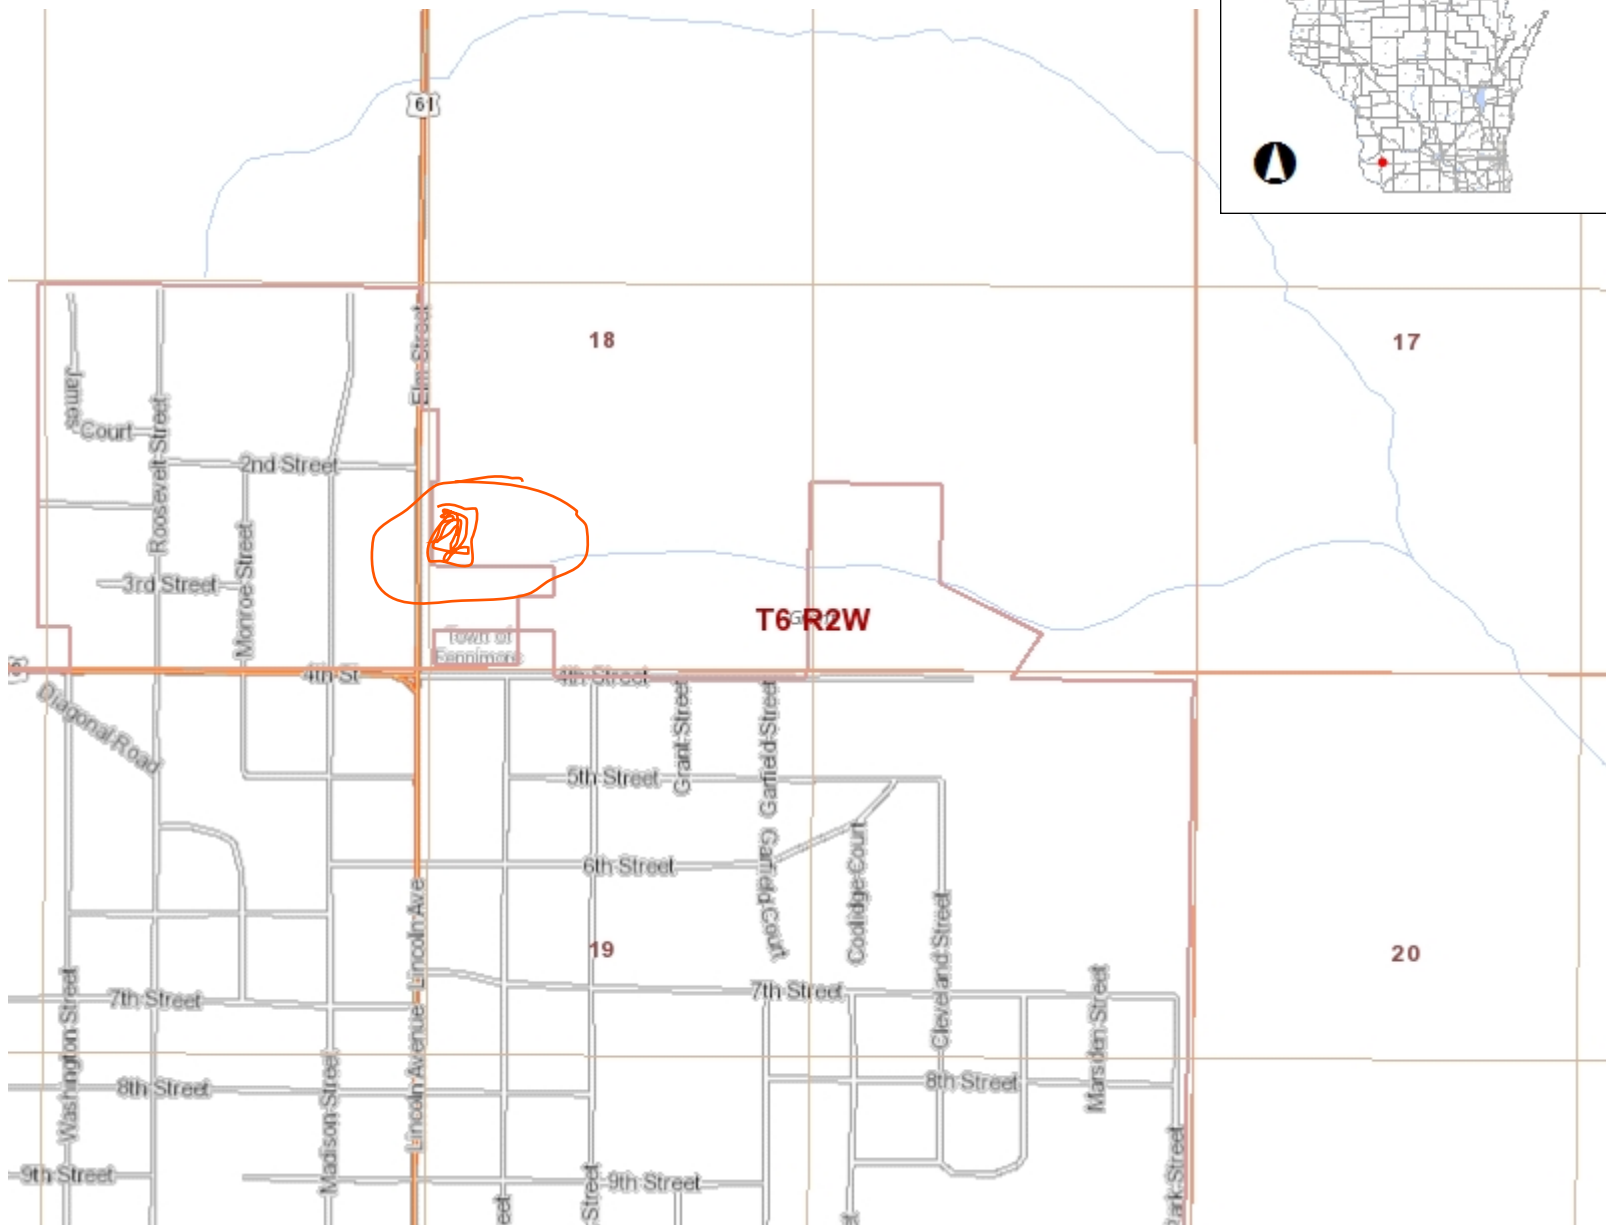 61
18
17
Elm Street
James
Court
Roosevelt Street
2nd Street
Monroe Street
3rd Street
T6 R2W
Town of
Fennimore
4th St
4th Street
Diagonal Road
Grant Street
Garfield Street
5th Street
6th Street
Garfield Court
Coolidge Court
Lincoln Ave
19
20
Cleveland Street
7th Street
7th Street
Marsden Street
Washington Street
Lincoln Avenue
8th Street
8th Street
Madison Street
9th Street
9th Street
Street
Park Street